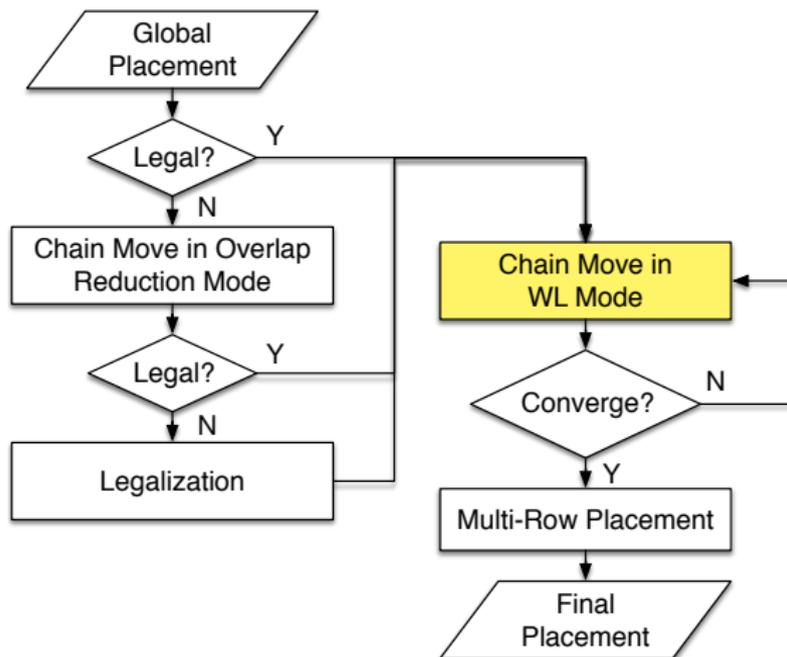 Global
Placement
Legal?
Y
N
Chain Move in Overlap
Reduction Mode
Legal?
Y
N
Legalization
Chain Move in
WL Mode
Converge?
N
Y
Multi-Row Placement
Final
Placement